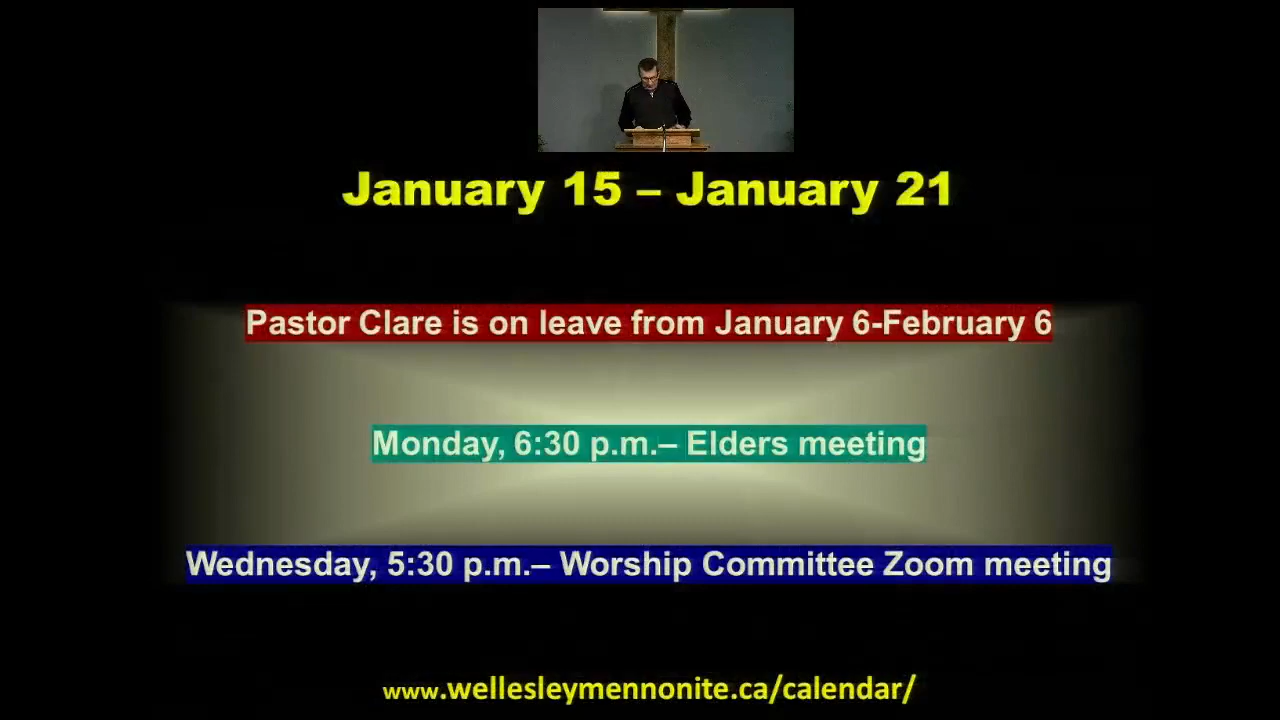 January 15 – January 21
Pastor Clare is on leave from January 6-February 6
Monday, 6:30 p.m.– Elders meeting
Wednesday, 5:30 p.m.– Worship Committee Zoom meeting
www.wellesleymennonite.ca/calendar/